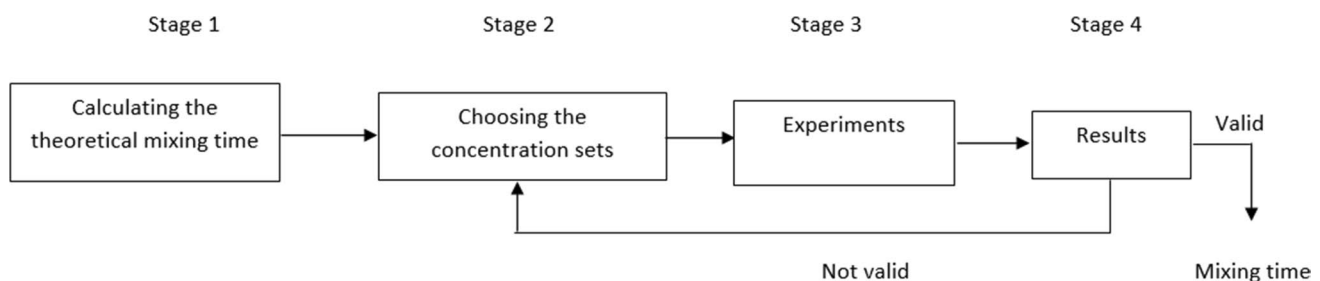 Stage 1
Stage 2
Stage 3
Stage 4
Calculating the
theoretical mixing time
Choosing the
concentration sets
Experiments
Results
Valid
Not valid
Mixing time